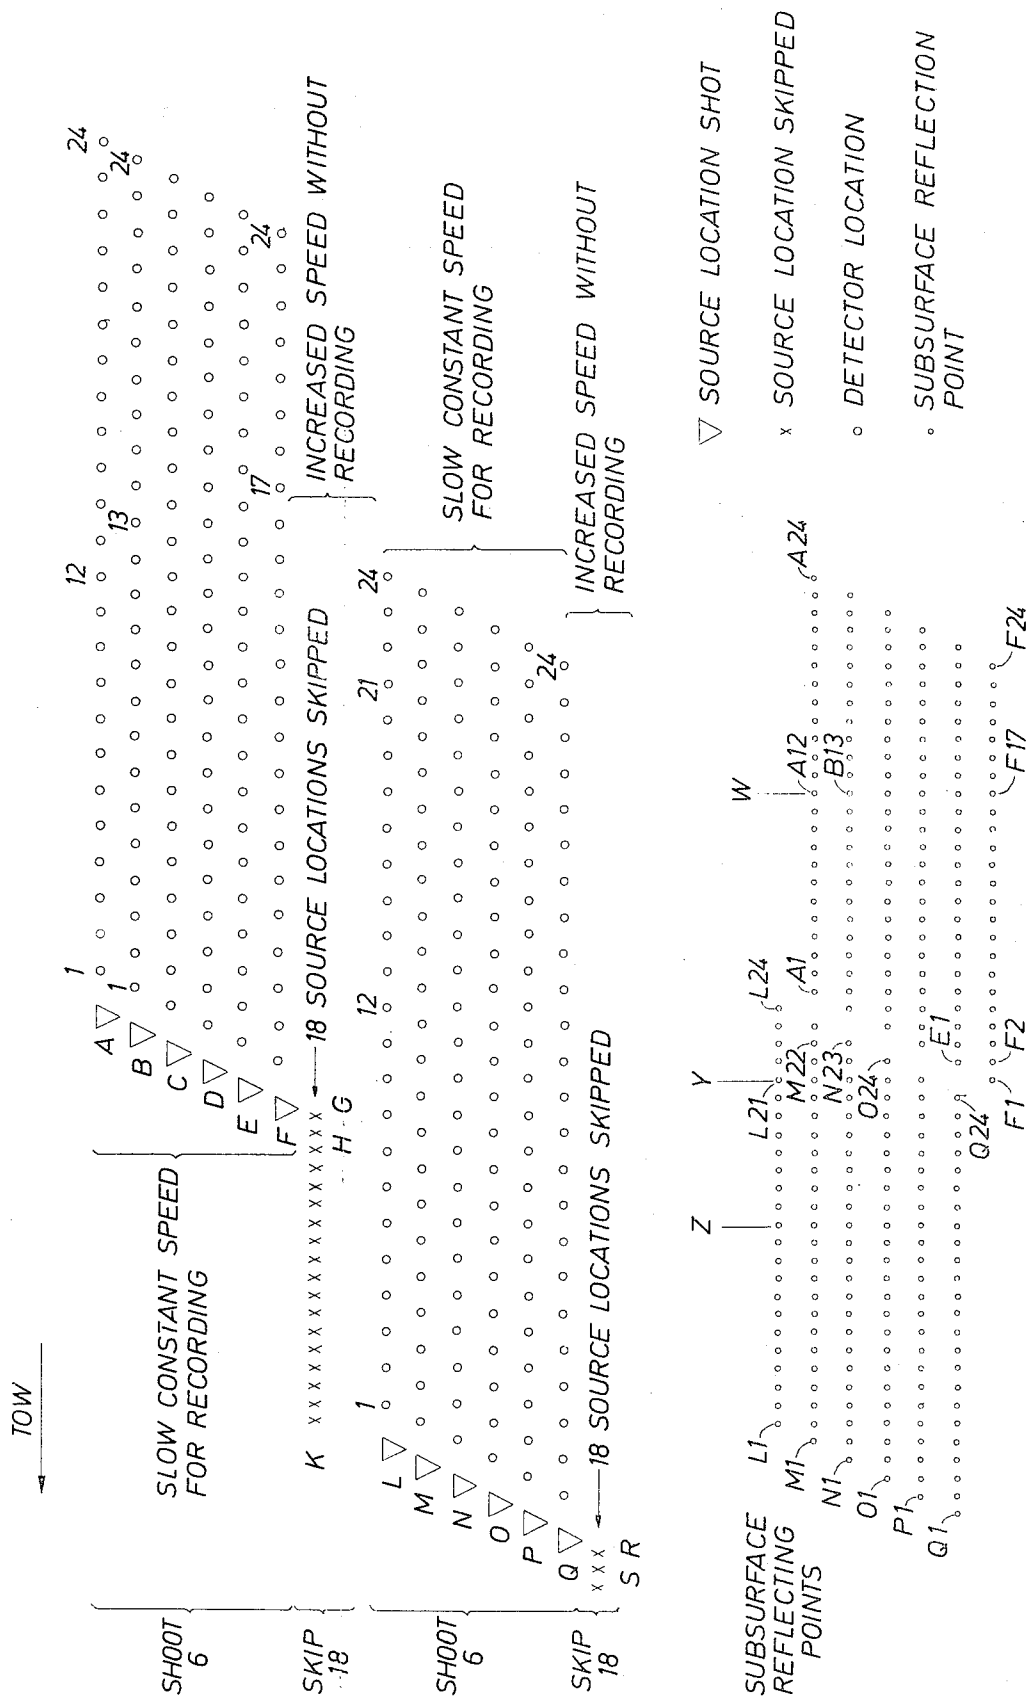 TOW
SHOOT
6
SLOW CONSTANT SPEED
FOR RECORDING
A
1
12
24
B
1
13
24
C
D
E
F
17
24
SKIP
18
K
H G
18 SOURCE LOCATIONS SKIPPED
INCREASED SPEED WITHOUT
RECORDING
SHOOT
6
L
1
12
21
24
M
N
O
P
Q
24
SLOW CONSTANT SPEED
FOR RECORDING
SKIP
18
S R
18 SOURCE LOCATIONS SKIPPED
INCREASED SPEED WITHOUT
RECORDING
SUBSURFACE
REFLECTING
POINTS
Z
Y
W
L1
L21
L24
M1
M22
A1
A12
A24
N1
N23
B13
O1
O24
P1
E1
Q1
Q24
F1
F2
F17
F24
▽ SOURCE LOCATION SHOT
x SOURCE LOCATION SKIPPED
o DETECTOR LOCATION
o SUBSURFACE REFLECTION
POINT